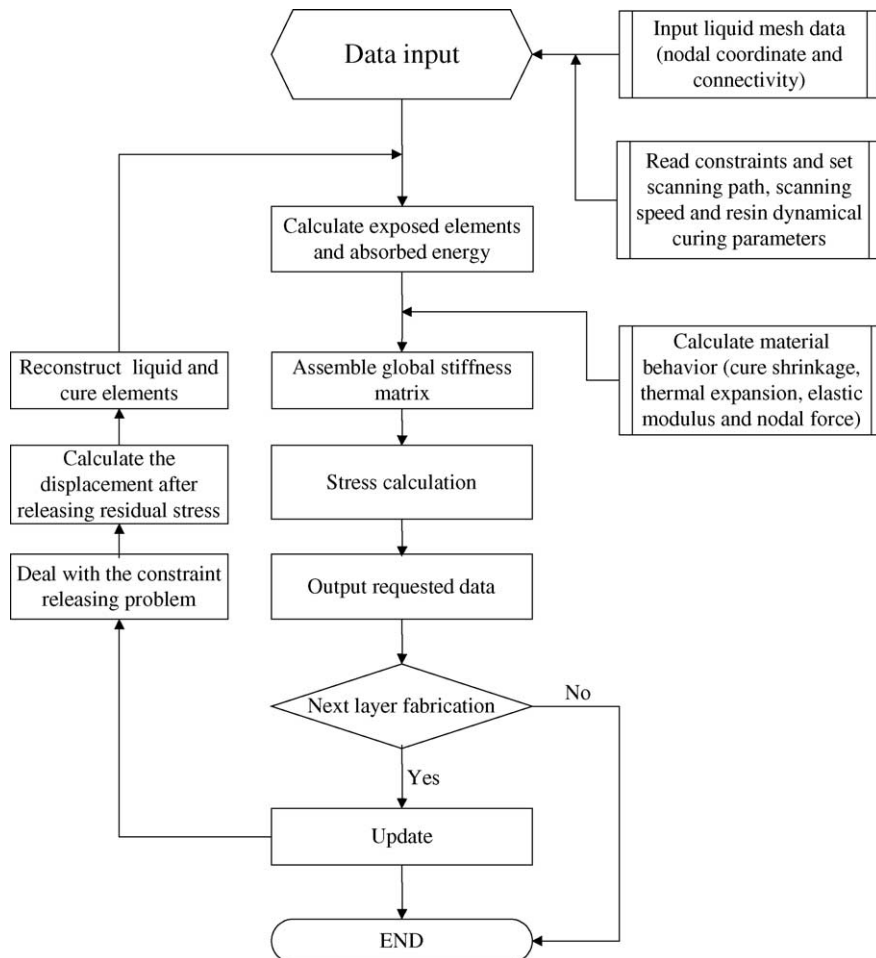 Data input
Input liquid mesh data
(nodal coordinate and
connectivity)
Read constraints and set
scanning path, scanning
speed and resin dynamical
curing parameters
Calculate exposed elements
and absorbed energy
Calculate material
behavior (cure shrinkage,
thermal expansion, elastic
modulus and nodal force)
Reconstruct liquid and
cure elements
Assemble global stiffness
matrix
Calculate the
displacement after
releasing residual stress
Stress calculation
Deal with the constraint
releasing problem
Output requested data
Next layer fabrication
No
Yes
Update
END